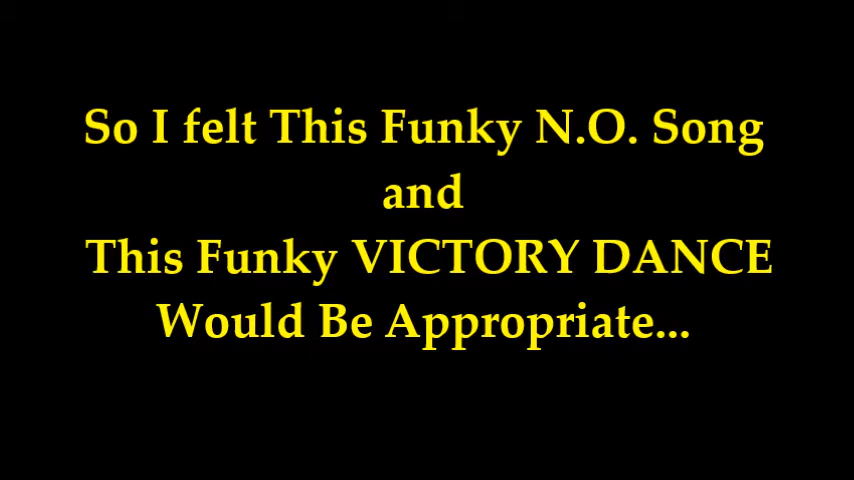 So I felt This Funky N.O. Song
and
This Funky VICTORY DANCE
Would Be Appropriate...